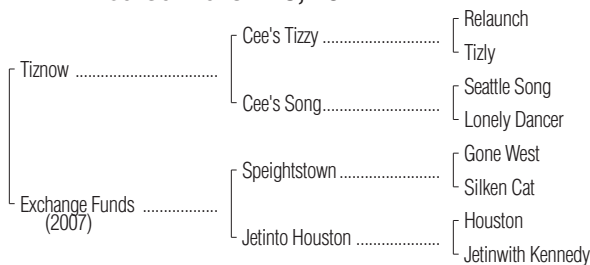 Relaunch
Cee's Tizzy
Tizly
Tiznow
Seattle Song
Cee's Song
Lonely Dancer
Gone West
Speightstown
Silken Cat
Exchange Funds
(2007)
Houston
Jetinto Houston
Jetinwith Kennedy